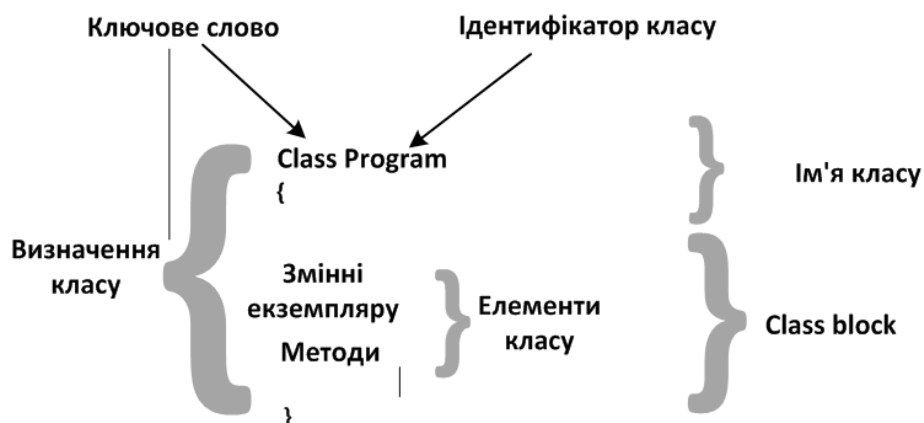 Ключове слово
Ідентифікатор класу
Class Program
{
Ім'я класу
Визначення
класу
Змінні
екземпляру
Методи
Елементи
класу
Class block
}